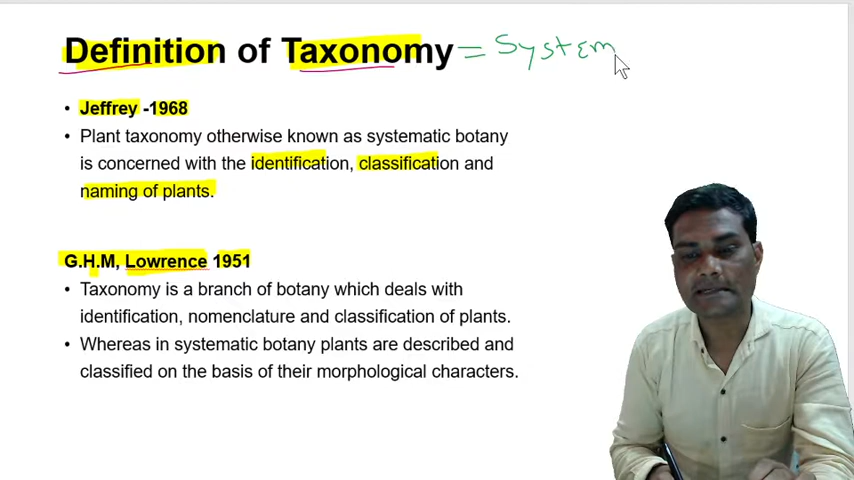 Definition of Taxonomy = System
• Jeffrey -1968
• Plant taxonomy otherwise known as systematic botany
is concerned with the identification, classification and
naming of plants.
G.H.M, Lowrence 1951
• Taxonomy is a branch of botany which deals with
identification, nomenclature and classification of plants.
• Whereas in systematic botany plants are described and
classified on the basis of their morphological characters.